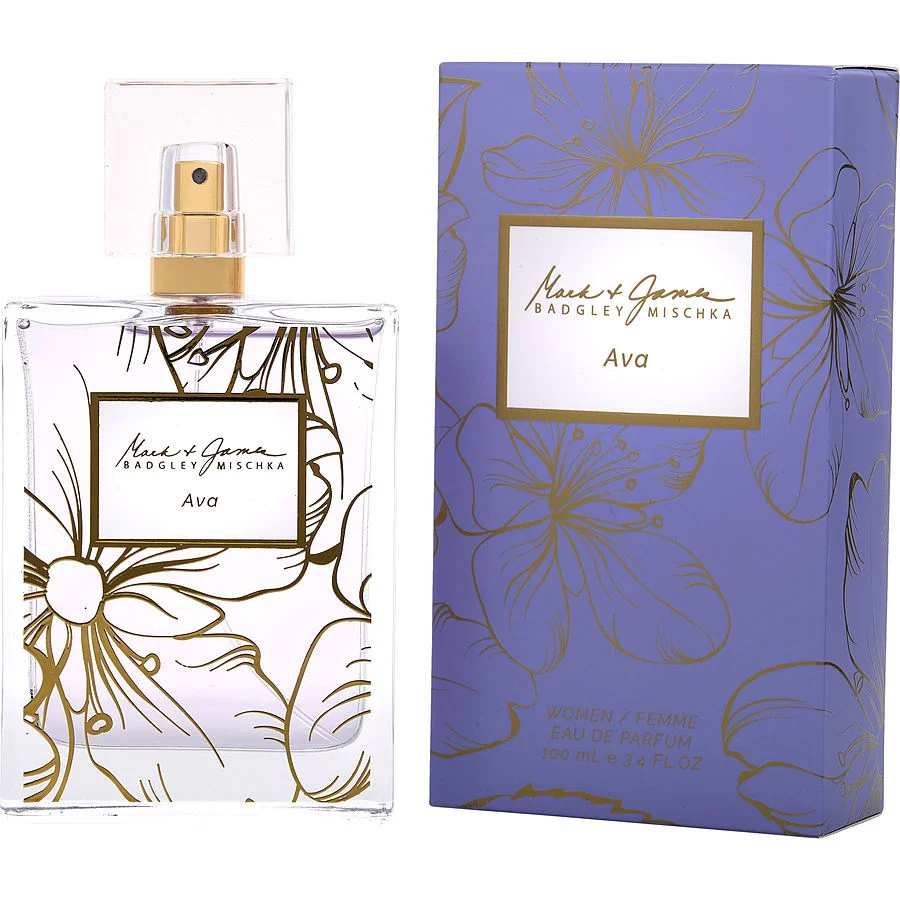 Mark + James
BADGLEY MISCHKA
Ava
Mark + James
BADGLEY MISCHKA
Ava
WOMEN / FEMME
EAU DE PARFUM
100 mL e 3.4 FL.OZ